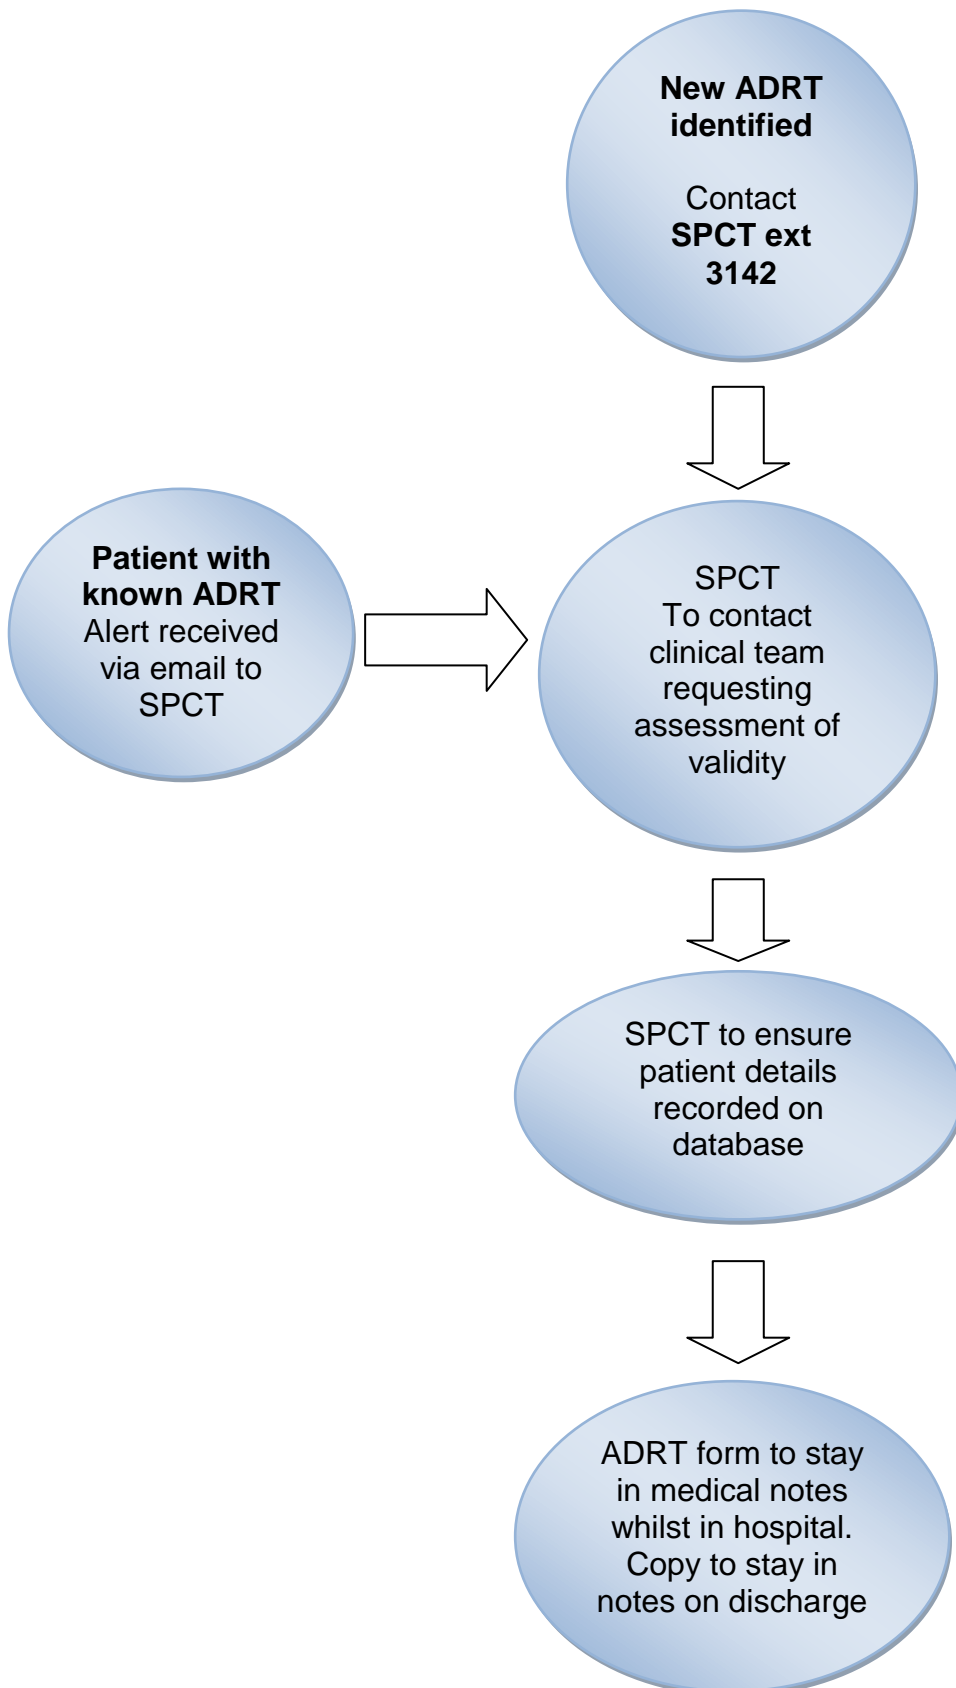 New ADRT
identified
Contact
SPCT ext
3142
Patient with
known ADRT
Alert received
via email to
SPCT
SPCT
To contact
clinical team
requesting
assessment of
validity
SPCT to ensure
patient details
recorded on
database
ADRT form to stay
in medical notes
whilst in hospital.
Copy to stay in
notes on discharge